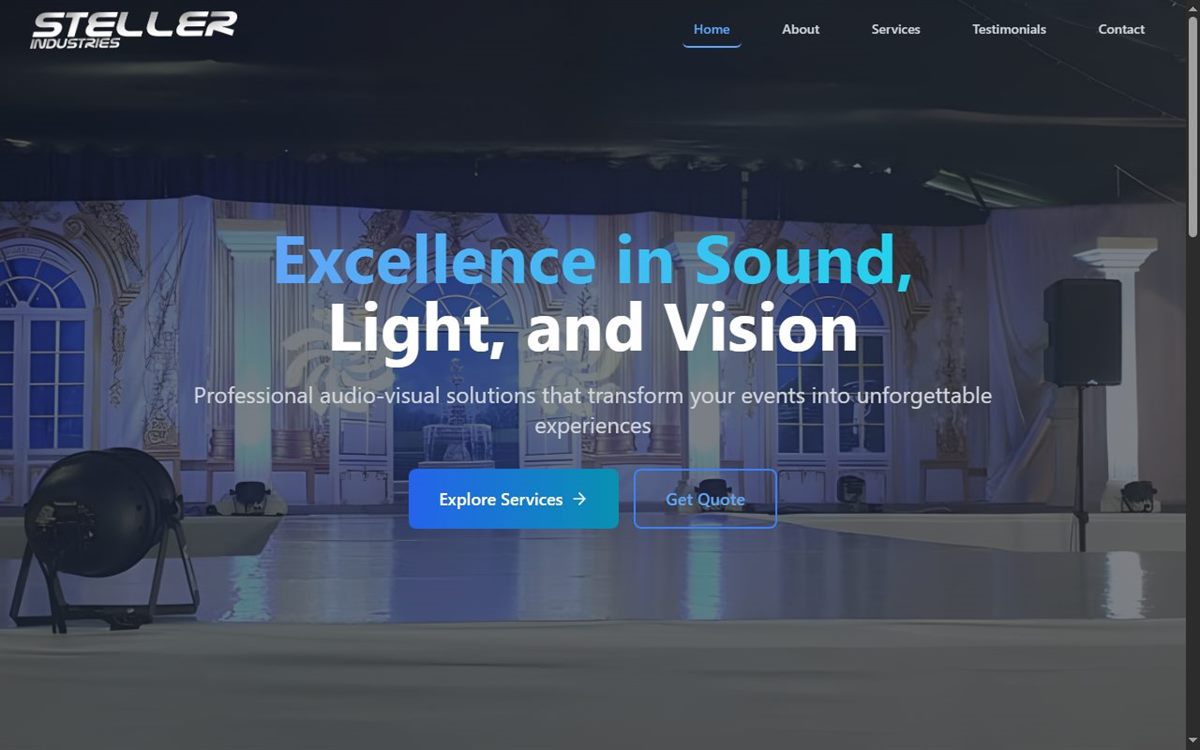 STELLER
INDUSTRIES
Home
About
Services
Testimonials
Contact
Excellence in Sound,
Light, and Vision
Professional audio-visual solutions that transform your events into unforgettable
experiences
Explore Services →
Get Quote